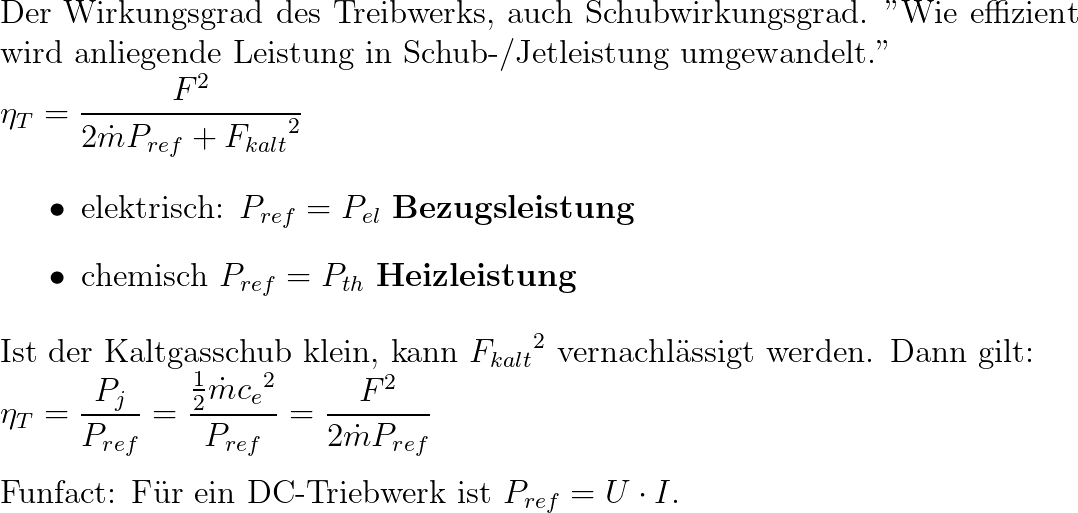 Der Wirkungsgrad des Treibwerks, auch Schubwirkungsgrad. ”Wie effizient
wird anliegende Leistung in Schub-/Jetleistung umgewandelt.”
$\eta_T = \frac{F^2}{2\dot{m}P_{ref} + {F_{kalt}}^2}$
• elektrisch: $P_{ref} = P_{el}$ Bezugsleistung
• chemisch $P_{ref} = P_{th}$ Heizleistung
Ist der Kaltgasschub klein, kann ${F_{kalt}}^2$ vernachlässigt werden. Dann gilt:
$\eta_T = \frac{P_j}{P_{ref}} = \frac{\frac{1}{2}\dot{m}{c_e}^2}{P_{ref}} = \frac{F^2}{2\dot{m}P_{ref}}$
Funfact: Für ein DC-Triebwerk ist $P_{ref} = U \cdot I$.